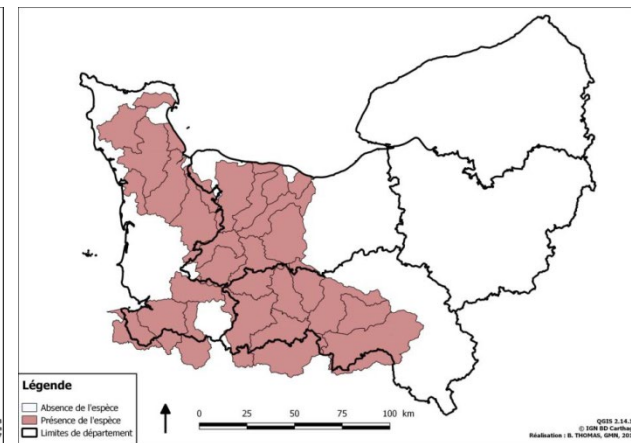 Légende
Absence de l'espèce
Présence de l'espèce
Limites de département
0 25 50 75 100 km
QGIS 2.14.
© IGN BD Carthag
Réalisation : B. THOMAS, GMN, 20